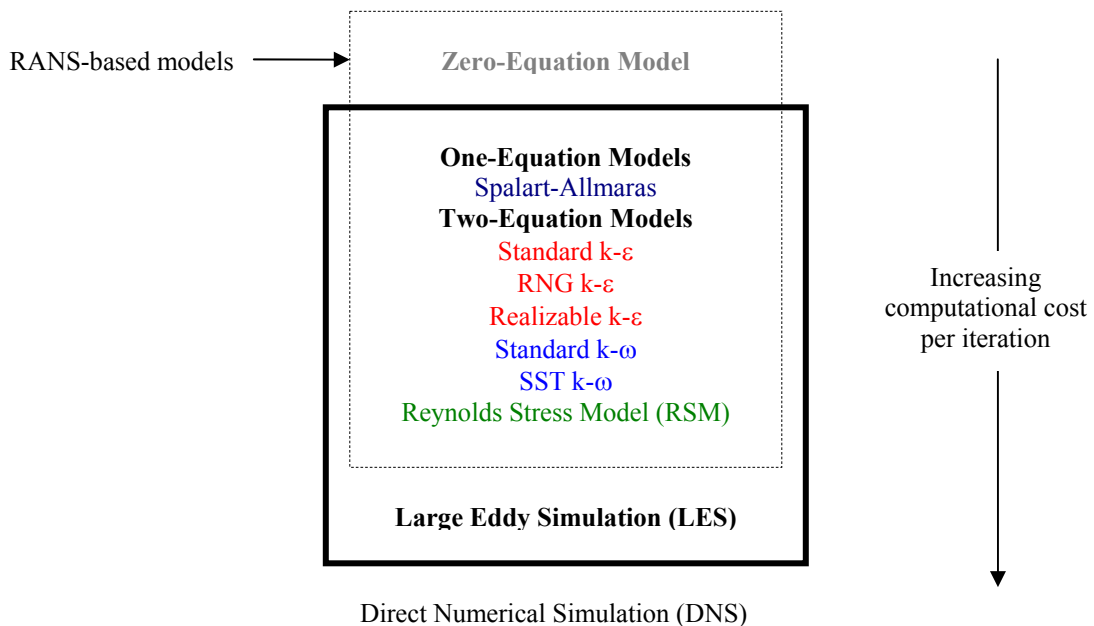 RANS-based models
Zero-Equation Model
One-Equation Models
Spalart-Allmaras
Two-Equation Models
Standard k-ε
RNG k-ε
Realizable k-ε
Standard k-ω
SST k-ω
Reynolds Stress Model (RSM)
Large Eddy Simulation (LES)
Direct Numerical Simulation (DNS)
Increasing
computational cost
per iteration